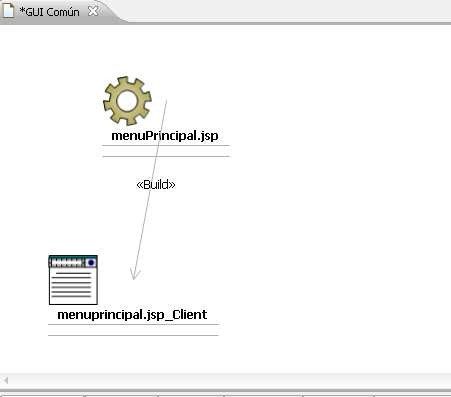 *GUI Común
menuPrincipal.jsp
«Build»
menuprincipal.jsp_Client